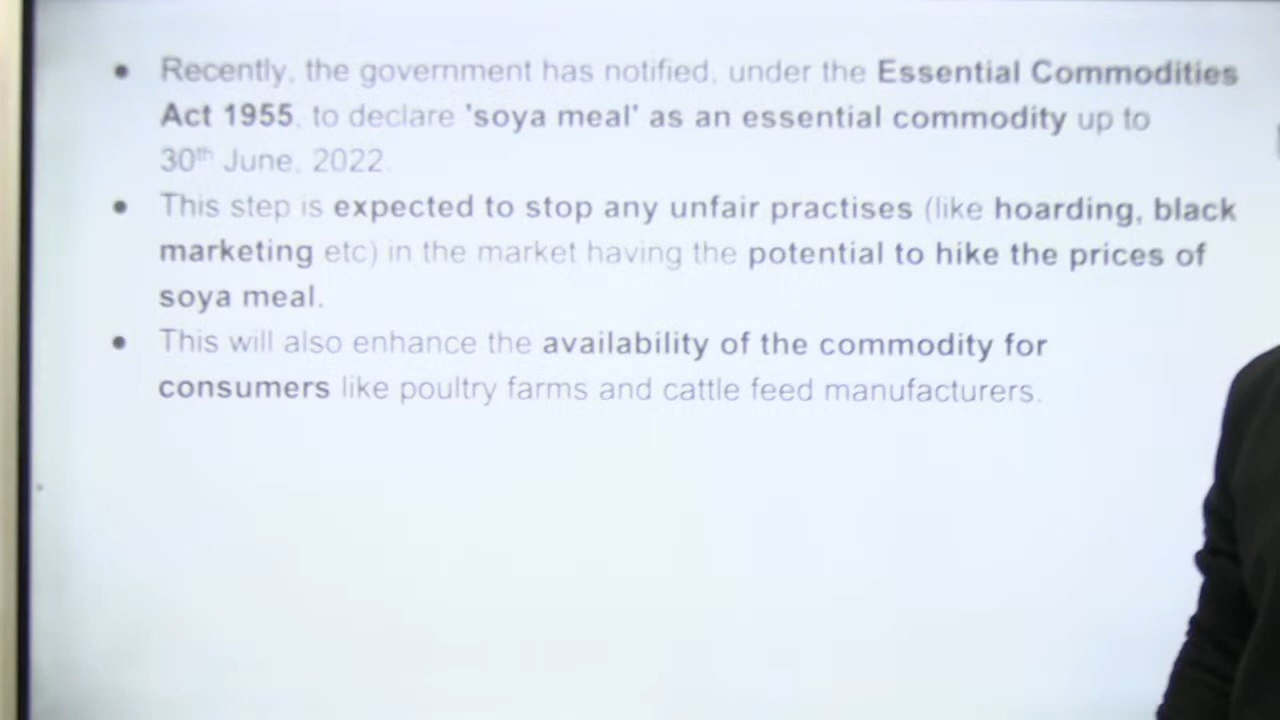 • Recently, the government has notified, under the Essential Commodities
Act 1955, to declare 'soya meal' as an essential commodity up to
30th June, 2022.
• This step is expected to stop any unfair practises (like hoarding, black
marketing etc) in the market having the potential to hike the prices of
soya meal.
• This will also enhance the availability of the commodity for
consumers like poultry farms and cattle feed manufacturers.